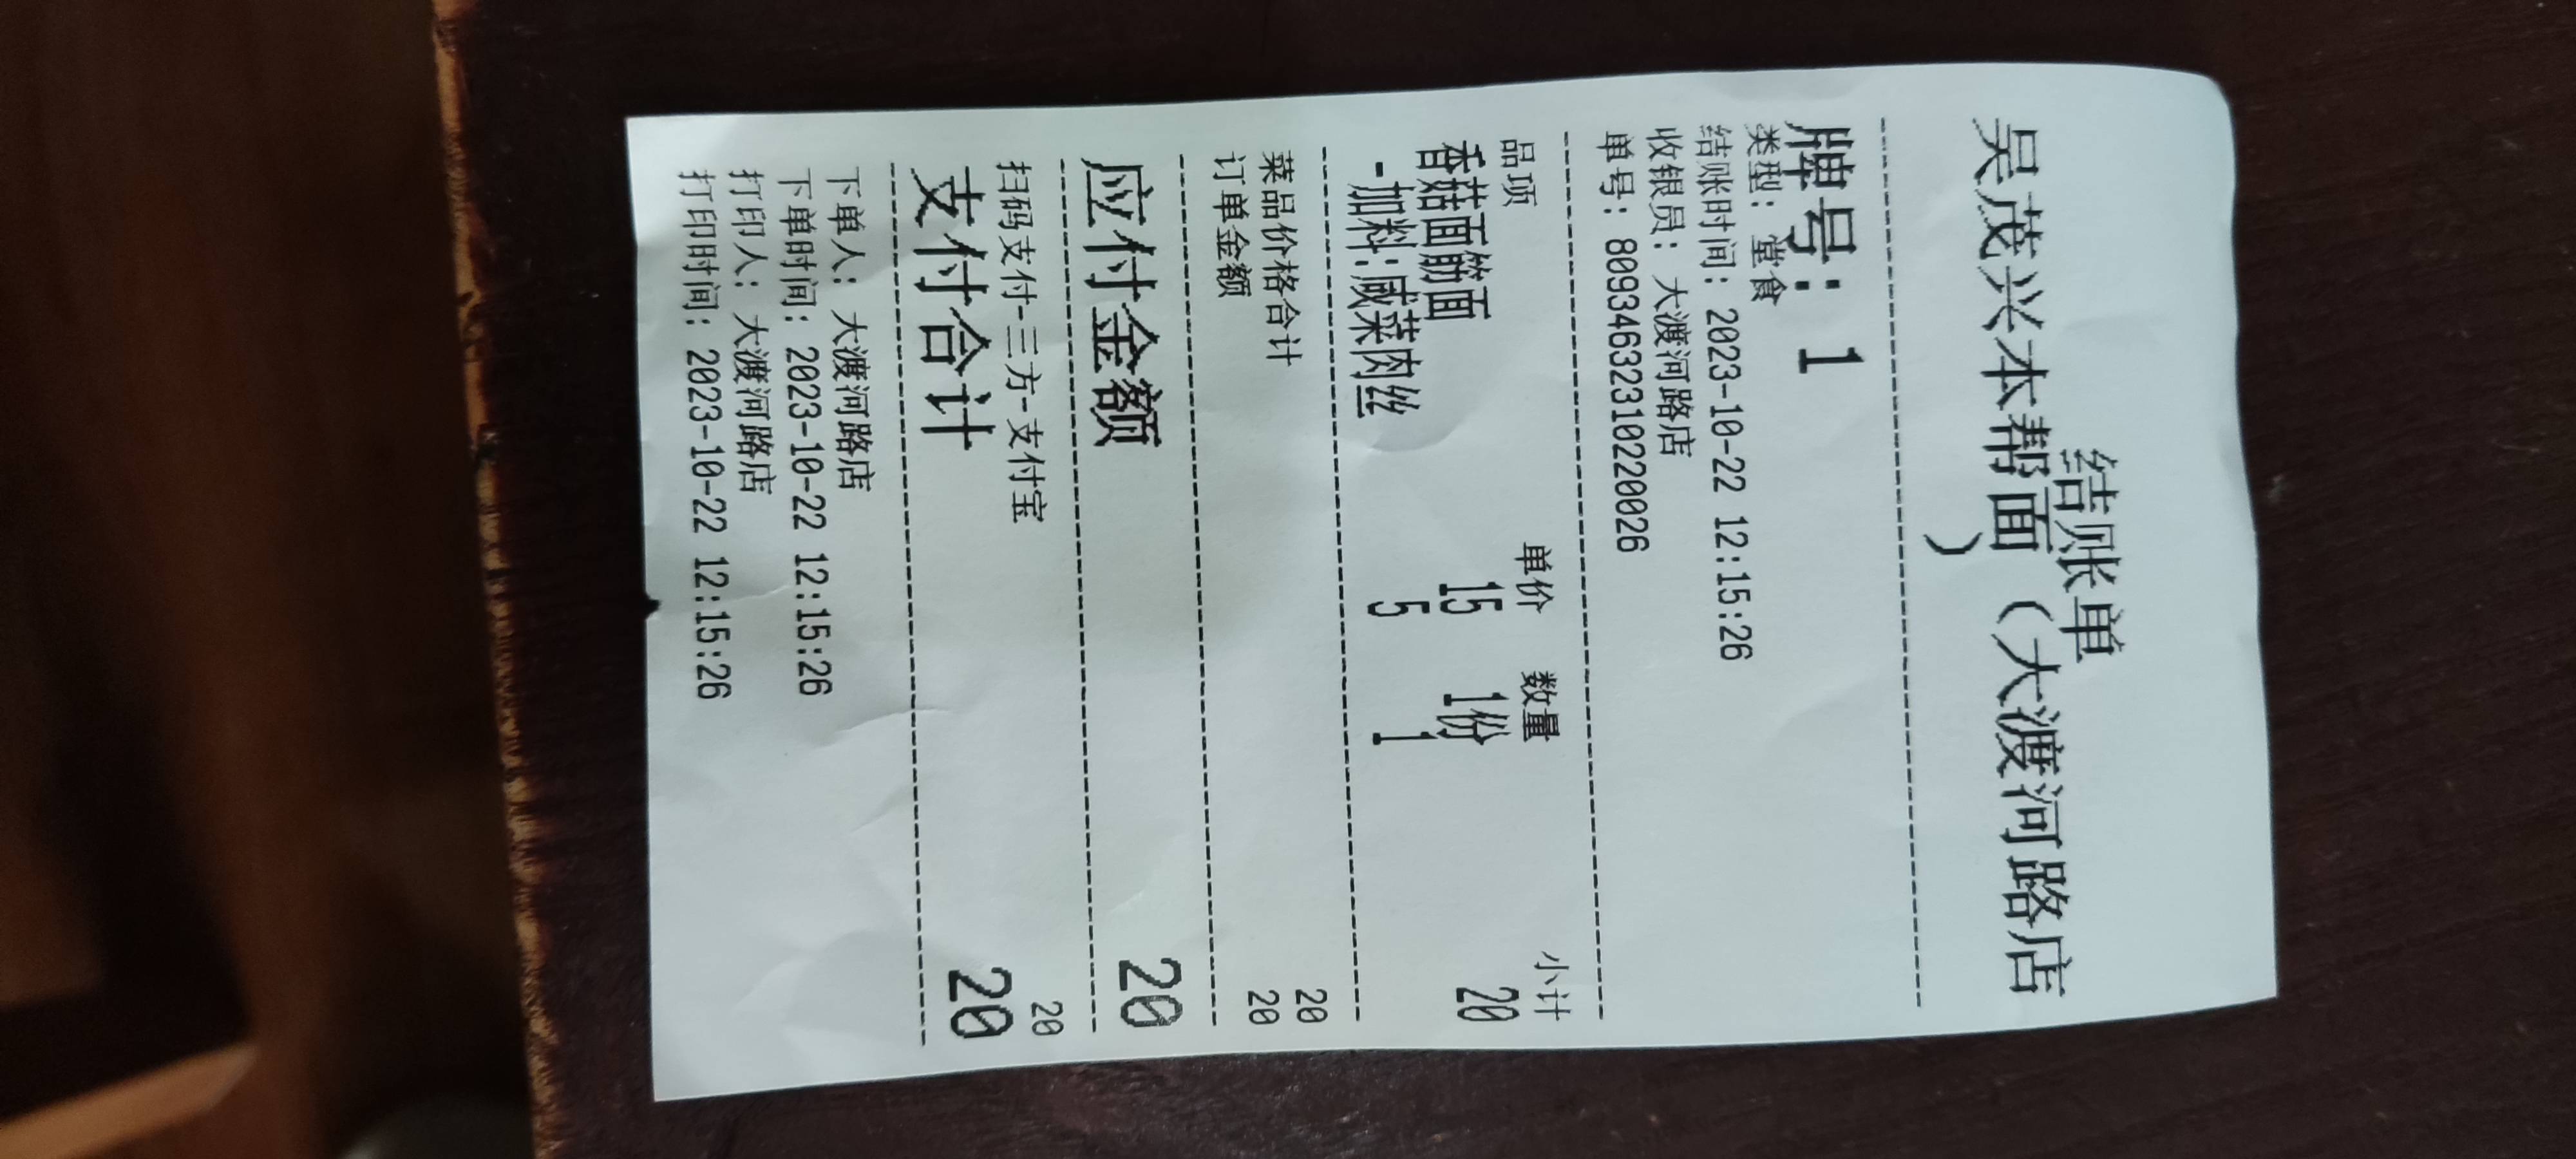 结账单
吴茂兴本帮面（大渡河路店
）
牌号：1
类型：堂食
结账时间：2023-10-22 12:15:26
收银员：大渡河路店
单号：809346323102200026
品项 单价 数量 小计
香菇面筋面 15 1份 20
-加料:咸菜肉丝 5 1
菜品价格合计 20
订单金额 20
应付金额 20
扫码支付-三方-支付宝 20
支付合计 20
下单人：大渡河路店
下单时间：2023-10-22 12:15:26
打印人：大渡河路店
打印时间：2023-10-22 12:15:26